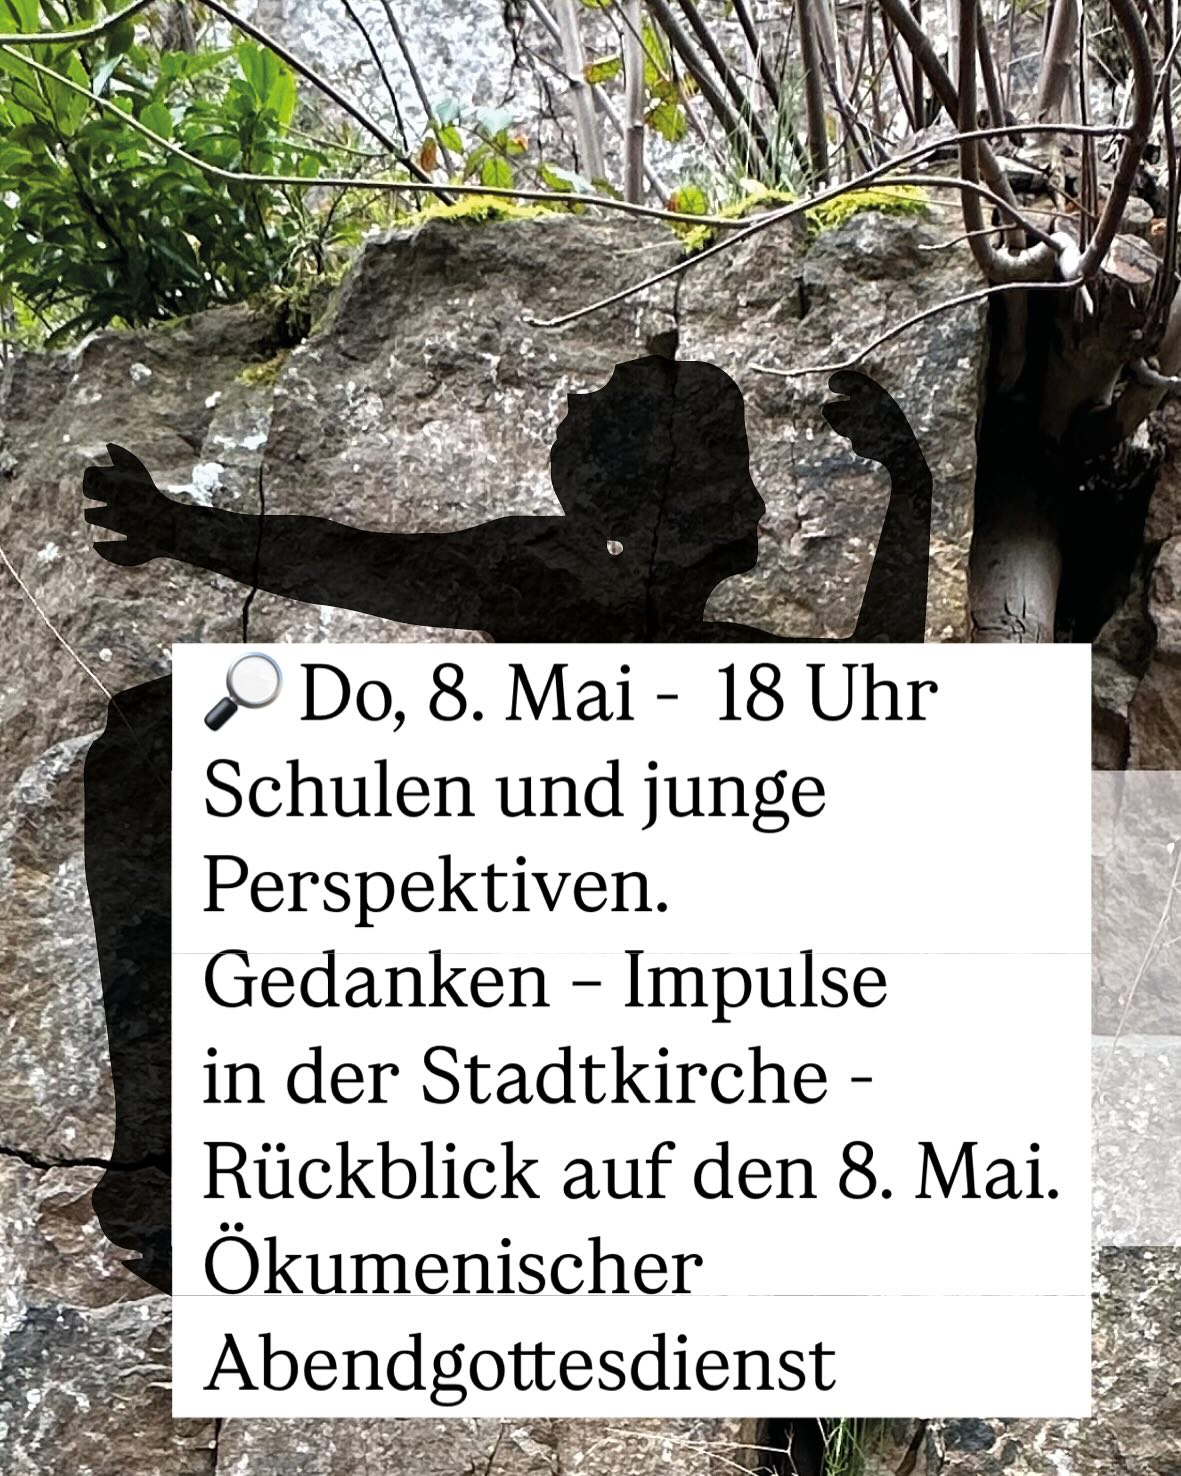 🔎 Do, 8. Mai - 18 Uhr
Schulen und junge
Perspektiven.
Gedanken – Impulse
in der Stadtkirche -
Rückblick auf den 8. Mai.
Ökumenischer
Abendgottesdienst